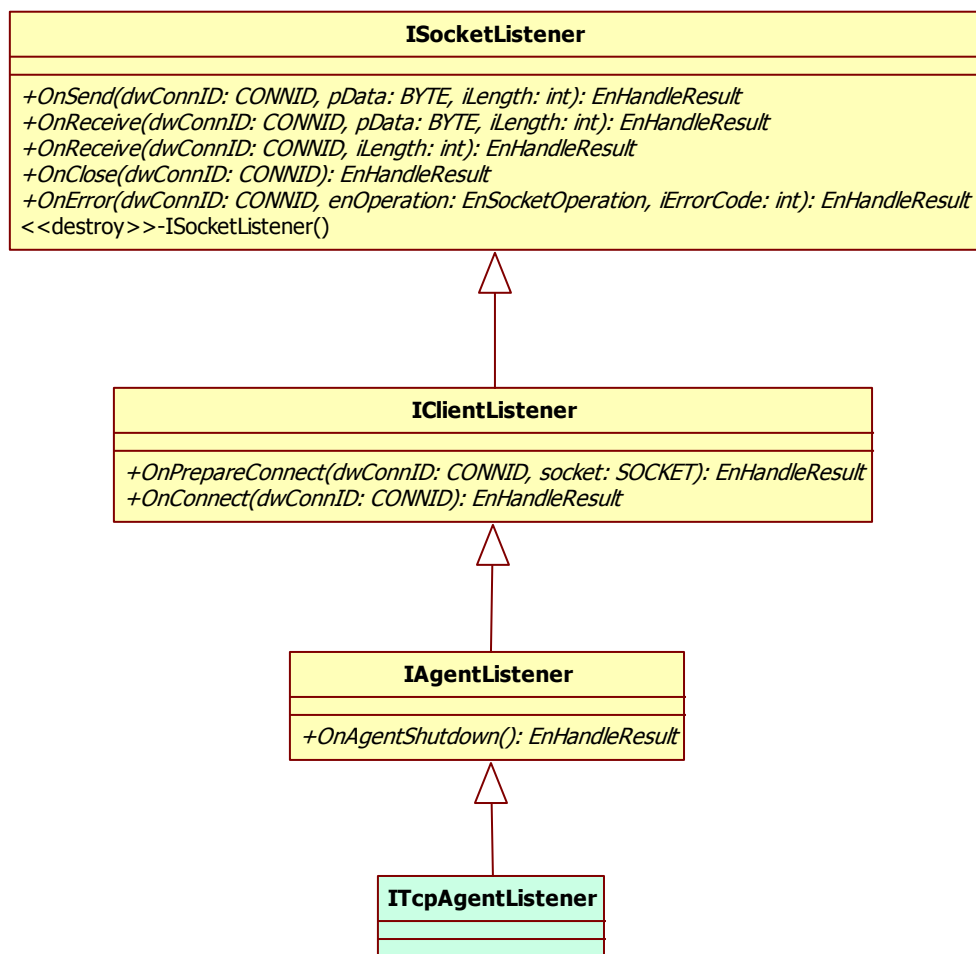 ISocketListener
+OnSend(dwConnID: CONNID, pData: BYTE, iLength: int): EnHandleResult
+OnReceive(dwConnID: CONNID, pData: BYTE, iLength: int): EnHandleResult
+OnReceive(dwConnID: CONNID, iLength: int): EnHandleResult
+OnClose(dwConnID: CONNID): EnHandleResult
+OnError(dwConnID: CONNID, enOperation: EnSocketOperation, iErrorCode: int): EnHandleResult
<<destroy>>-ISocketListener()
IClientListener
+OnPrepareConnect(dwConnID: CONNID, socket: SOCKET): EnHandleResult
+OnConnect(dwConnID: CONNID): EnHandleResult
IAgentListener
+OnAgentShutdown(): EnHandleResult
ITcpAgentListener